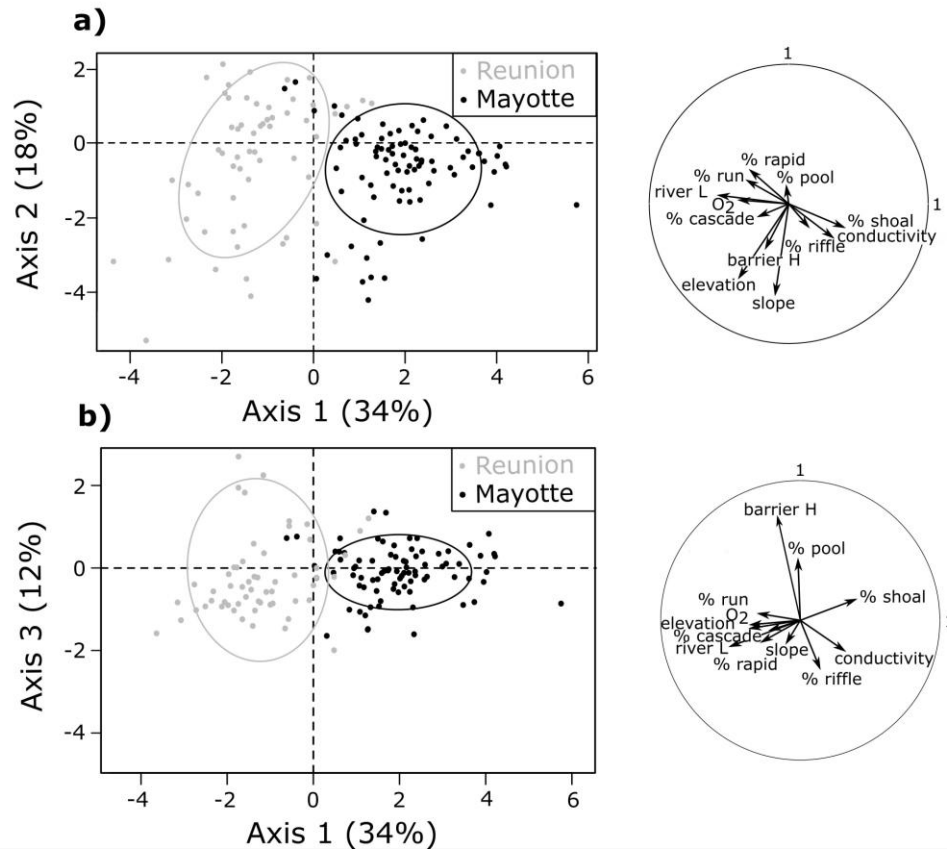 a)
Reunion
Mayotte
2
0
-2
-4
Axis 2 (18%)
-4
-2
0
2
4
6
Axis 1 (34%)
1
1
% rapid
% run
% pool
river L
O2
% shoal
% cascade
conductivity
% riffle
barrier H
elevation
slope
b)
Reunion
Mayotte
2
0
-2
-4
Axis 3 (12%)
-4
-2
0
2
4
6
Axis 1 (34%)
1
barrier H
% pool
% shoal
% run
O2
elevation
% cascade
river L
slope
conductivity
% rapid
% riffle